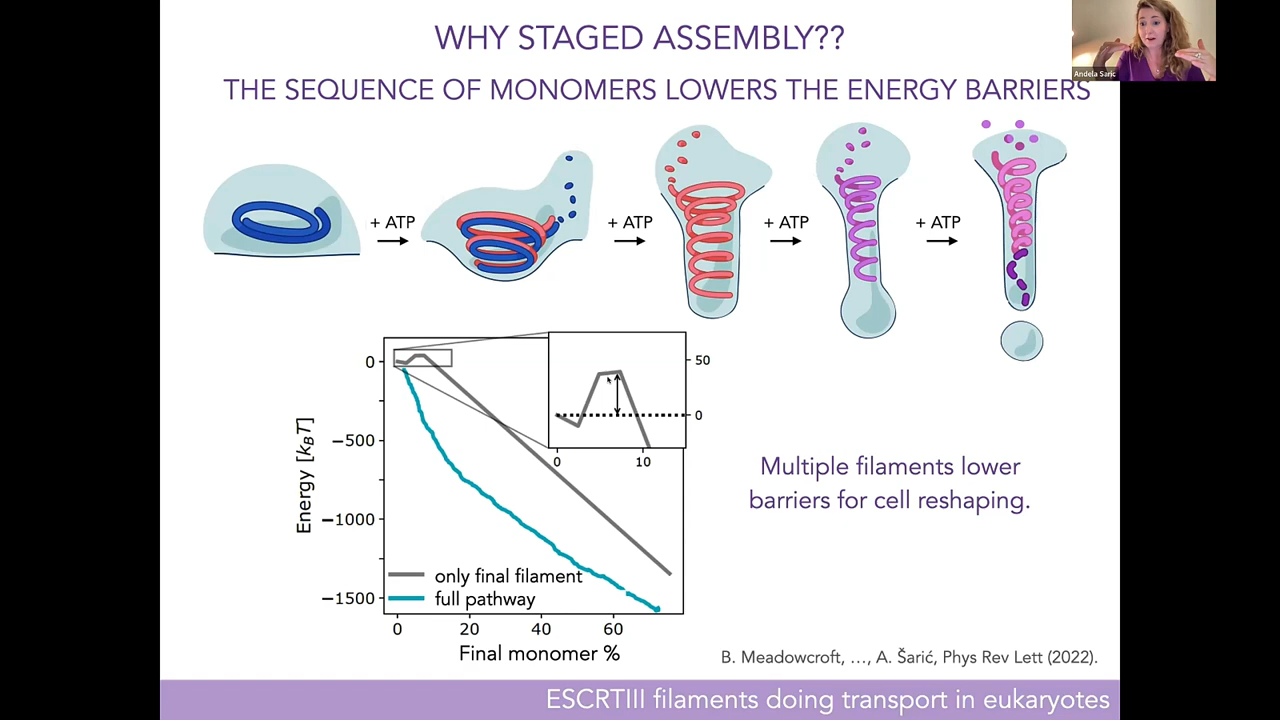 WHY STAGED ASSEMBLY??
THE SEQUENCE OF MONOMERS LOWERS THE ENERGY BARRIERS
Andela Saric
+ ATP
+ ATP
+ ATP
+ ATP
0
−500
−1000
−1500
Energy [kBT]
50
0
0
10
only final filament
full pathway
0
20
40
60
Final monomer %
Multiple filaments lower
barriers for cell reshaping.
B. Meadowcroft, …, A. Šarić, Phys Rev Lett (2022).
ESCRTIII filaments doing transport in eukaryotes